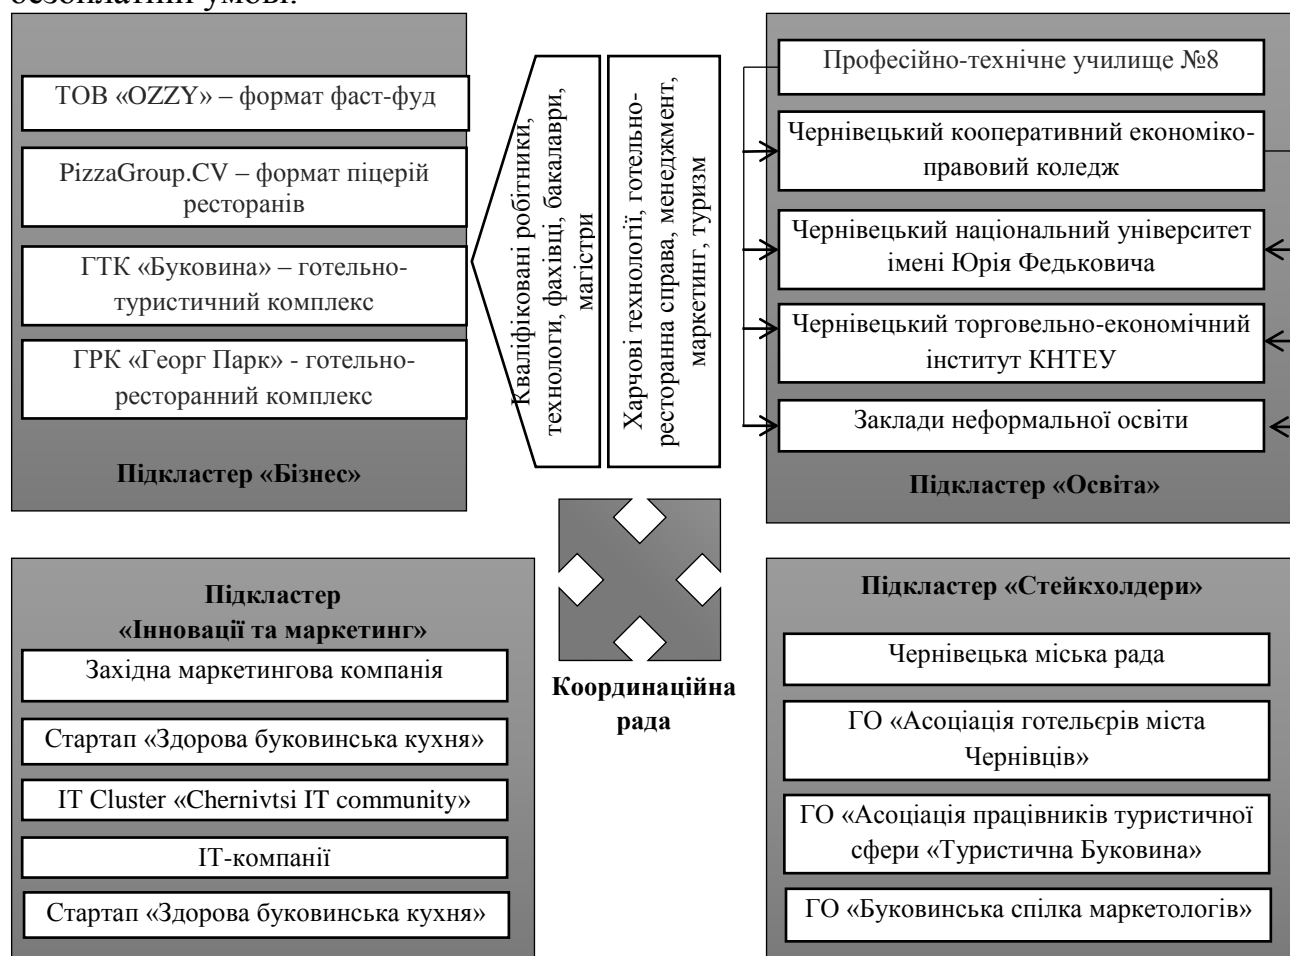 безоплатній умові.
ТОВ «OZZY» – формат фаст-фуд
PizzaGroup.CV – формат піцерій
ресторанів
ГТК «Буковина» – готельно-
туристичний комплекс
ГРК «Георг Парк» - готельно-
ресторанний комплекс
Підкластер «Бізнес»
Кваліфіковані робітники,
технологи, фахівці, бакалаври,
магістри
Харчові технології, готельно-
ресторанна справа, менеджмент,
маркетинг, туризм
Професійно-технічне училище №8
Чернівецький кооперативний економіко-
правовий коледж
Чернівецький національний університет
імені Юрія Федьковича
Чернівецький торговельно-економічний
інститут КНТЕУ
Заклади неформальної освіти
Підкластер «Освіта»
Координаційна
рада
Підкластер
«Інновації та маркетинг»
Західна маркетингова компанія
Стартап «Здорова буковинська кухня»
IT Cluster «Chernivtsi IT community»
ІТ-компанії
Стартап «Здорова буковинська кухня»
Підкластер «Стейкхолдери»
Чернівецька міська рада
ГО «Асоціація готельєрів міста
Чернівців»
ГО «Асоціація працівників туристичної
сфери «Туристична Буковина»
ГО «Буковинська спілка маркетологів»